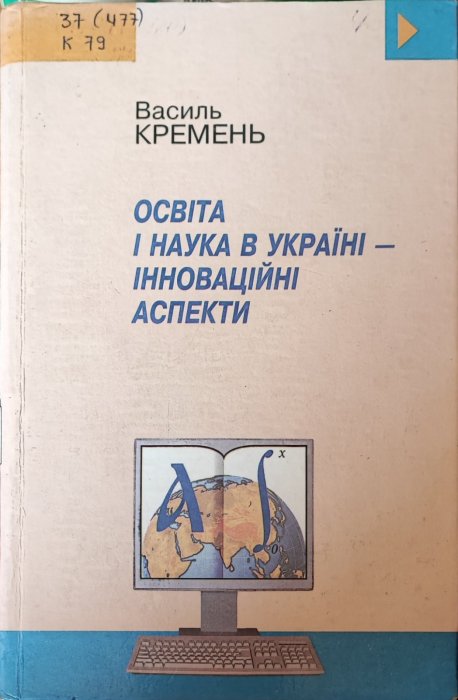 37 (477)
К 79
Василь
КРЕМЕНЬ
ОСВІТА
І НАУКА В УКРАЇНІ –
ІННОВАЦІЙНІ
АСПЕКТИ
А ∫ x